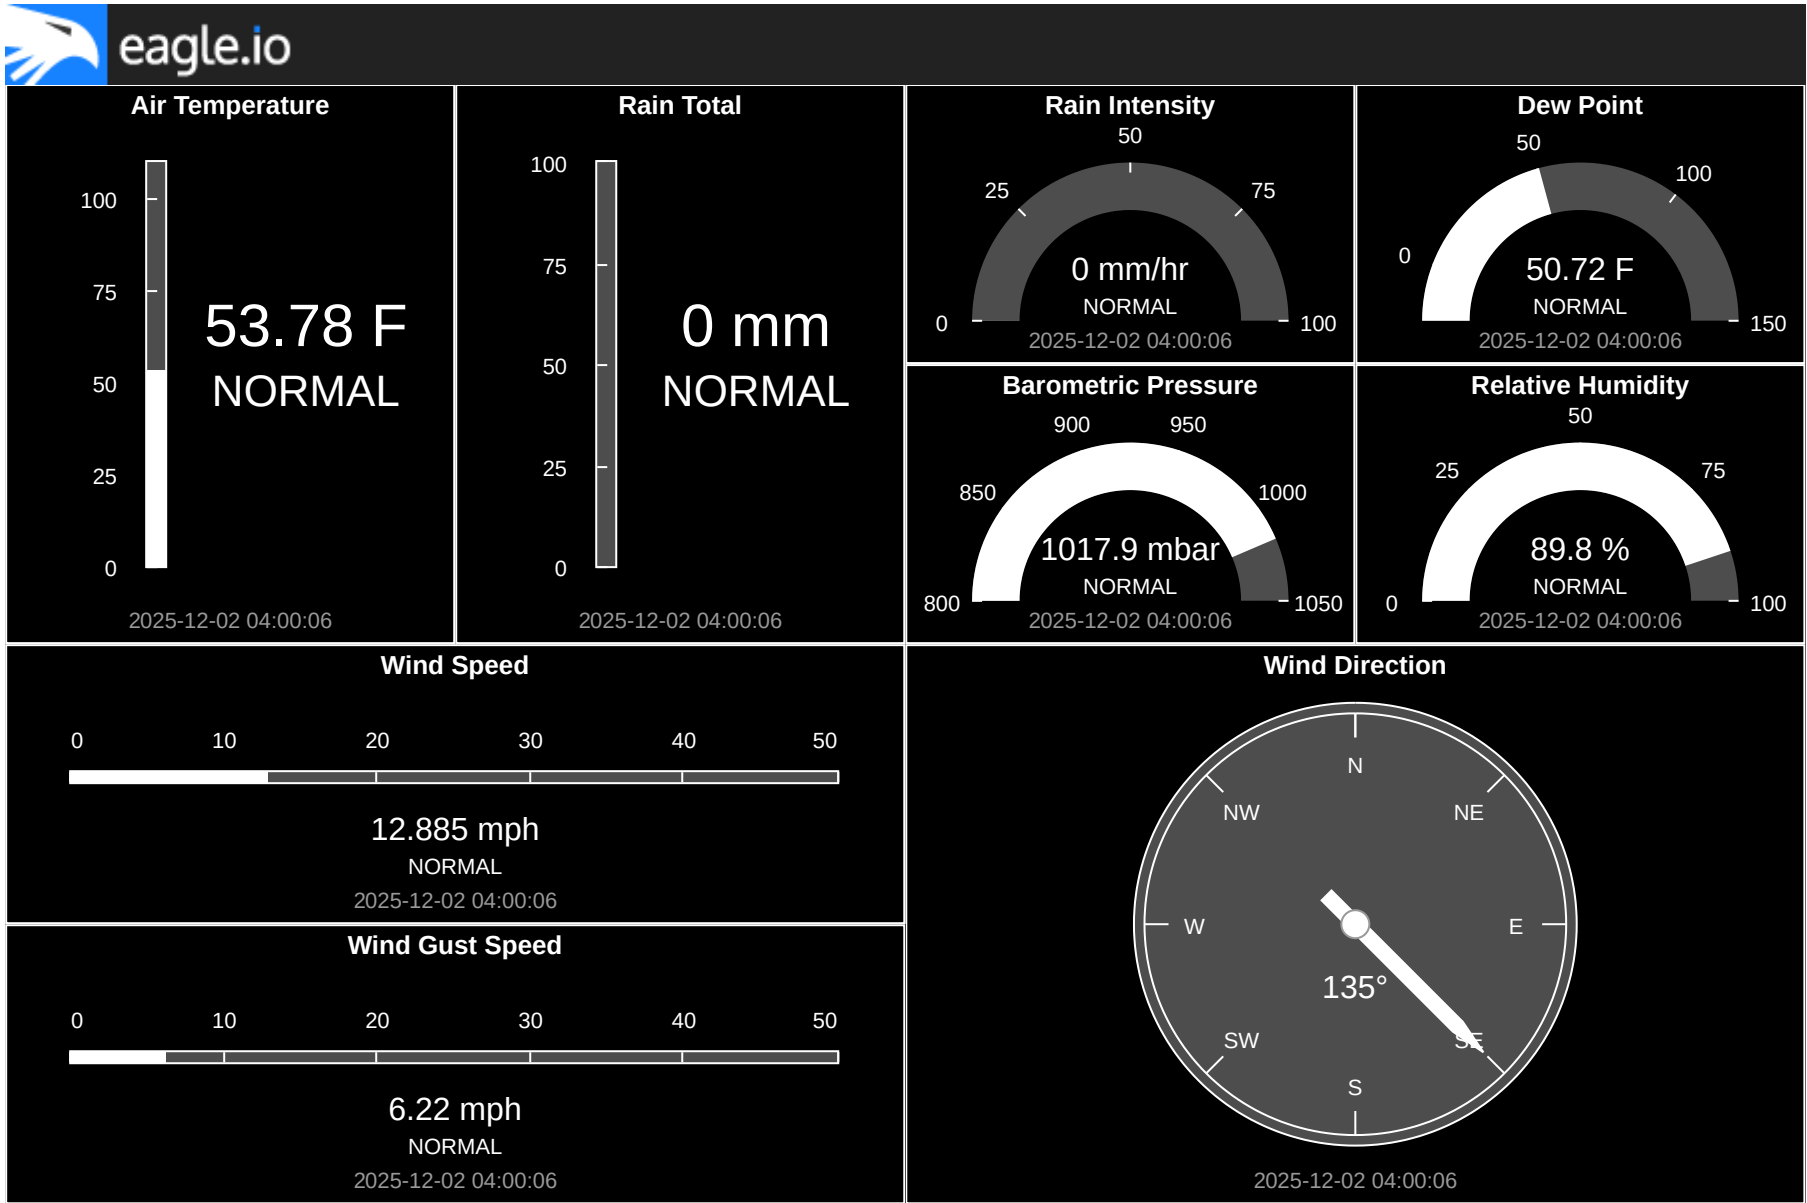 eagle.io
Air Temperature
100
75
50
25
0
53.78 F
NORMAL
2025-12-02 04:00:06
Rain Total
100
75
50
25
0
0 mm
NORMAL
2025-12-02 04:00:06
Rain Intensity
0
25
50
75
100
0 mm/hr
NORMAL
2025-12-02 04:00:06
Dew Point
0
50
100
150
50.72 F
NORMAL
2025-12-02 04:00:06
Barometric Pressure
800
850
900
950
1000
1050
1017.9 mbar
NORMAL
2025-12-02 04:00:06
Relative Humidity
0
25
50
75
100
89.8 %
NORMAL
2025-12-02 04:00:06
Wind Speed
0 10 20 30 40 50
12.885 mph
NORMAL
2025-12-02 04:00:06
Wind Gust Speed
0 10 20 30 40 50
6.22 mph
NORMAL
2025-12-02 04:00:06
Wind Direction
N
NW NE
W E
135°
SW SE
S
2025-12-02 04:00:06